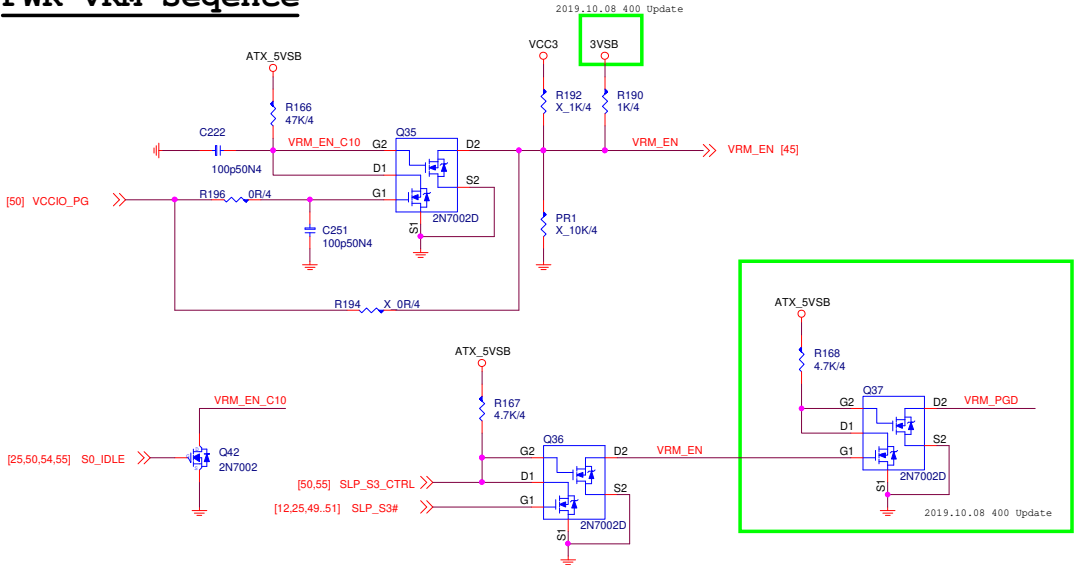 PWR VRM Seqence
2019.10.08 400 Update
ATX_5VSB
VCC3
3VSB
R166
47K/4
R192
X_1K/4
R190
1K/4
C222
100p50N4
VRM_EN_C10
G2
Q35
D2
D1
S2
G1
S1
2N7002D
VRM_EN
VRM_EN [45]
[50] VCCIO_PG
R196
0R/4
C251
100p50N4
PR1
X_10K/4
R194
X_0R/4
ATX_5VSB
R167
4.7K/4
VRM_EN_C10
[25,50,54,55] S0_IDLE
Q42
2N7002
[50,55] SLP_S3_CTRL
[12,25,49..51] SLP_S3#
Q36
G2
D2
D1
S2
G1
S1
2N7002D
VRM_EN
ATX_5VSB
R168
4.7K/4
Q37
G2
D2
VRM_PGD
D1
S2
G1
S1
2N7002D
2019.10.08 400 Update